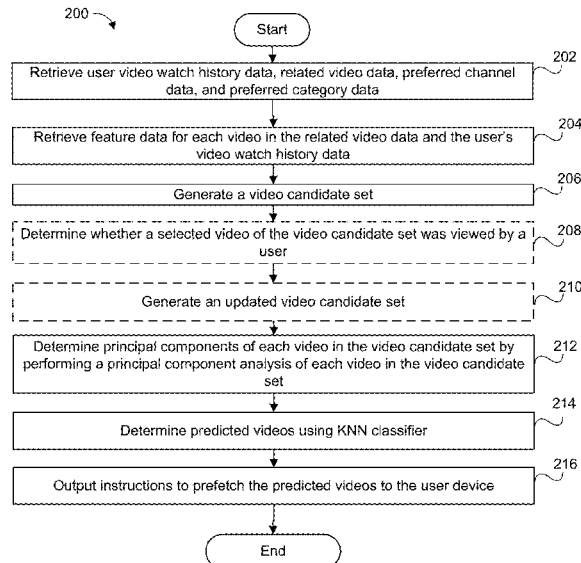 200
Start
202
Retrieve user video watch history data, related video data, preferred channel
data, and preferred category data
204
Retrieve feature data for each video in the related video data and the user's
video watch history data
206
Generate a video candidate set
208
Determine whether a selected video of the video candidate set was viewed by a
user
210
Generate an updated video candidate set
212
Determine principal components of each video in the video candidate set by
performing a principal component analysis of each video in the video candidate
set
214
Determine predicted videos using KNN classifier
216
Output instructions to prefetch the predicted videos to the user device
End